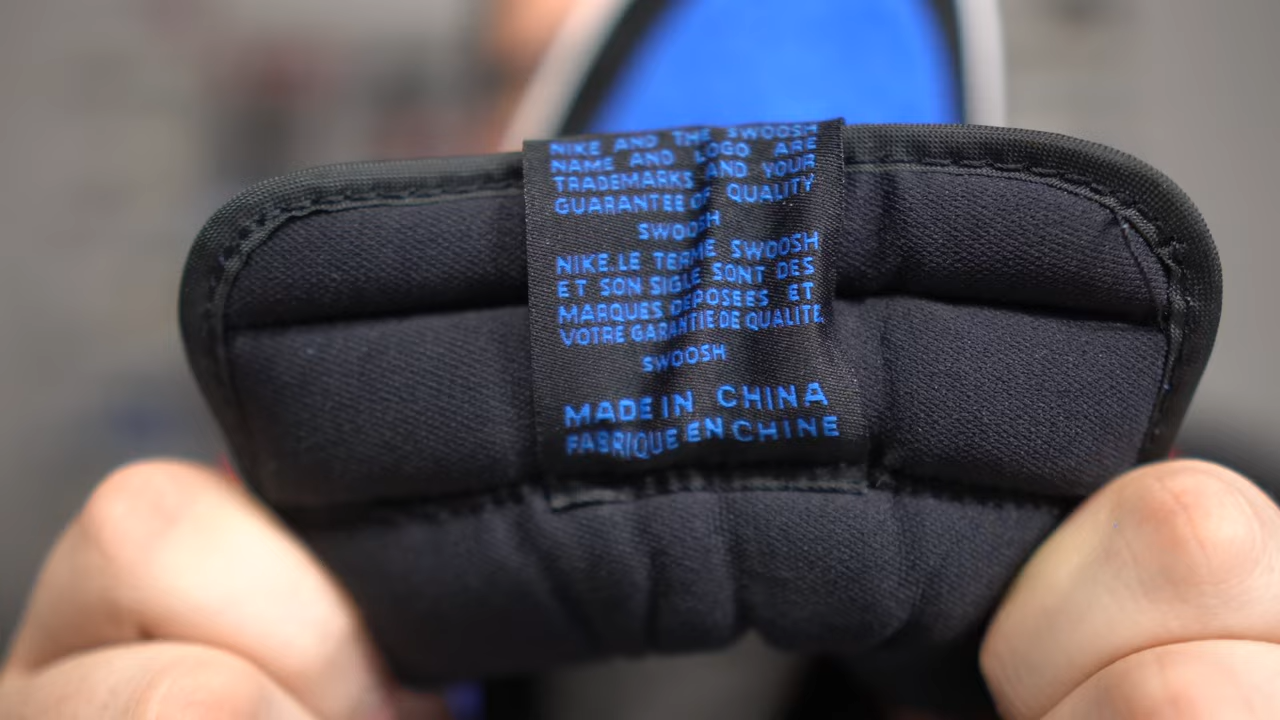 NIKE AND THE SWOOSH
NAME AND LOGO ARE
TRADEMARKS AND YOUR
GUARANTEE OF QUALITY
SWOOSH
NIKE.LE TERME SWOOSH
ET SON SIGLE SONT DES
MARQUES DEPOSEES ET
VOTRE GARANTIE DE QUALITE
SWOOSH
MADE IN CHINA
FABRIQUE EN CHINE